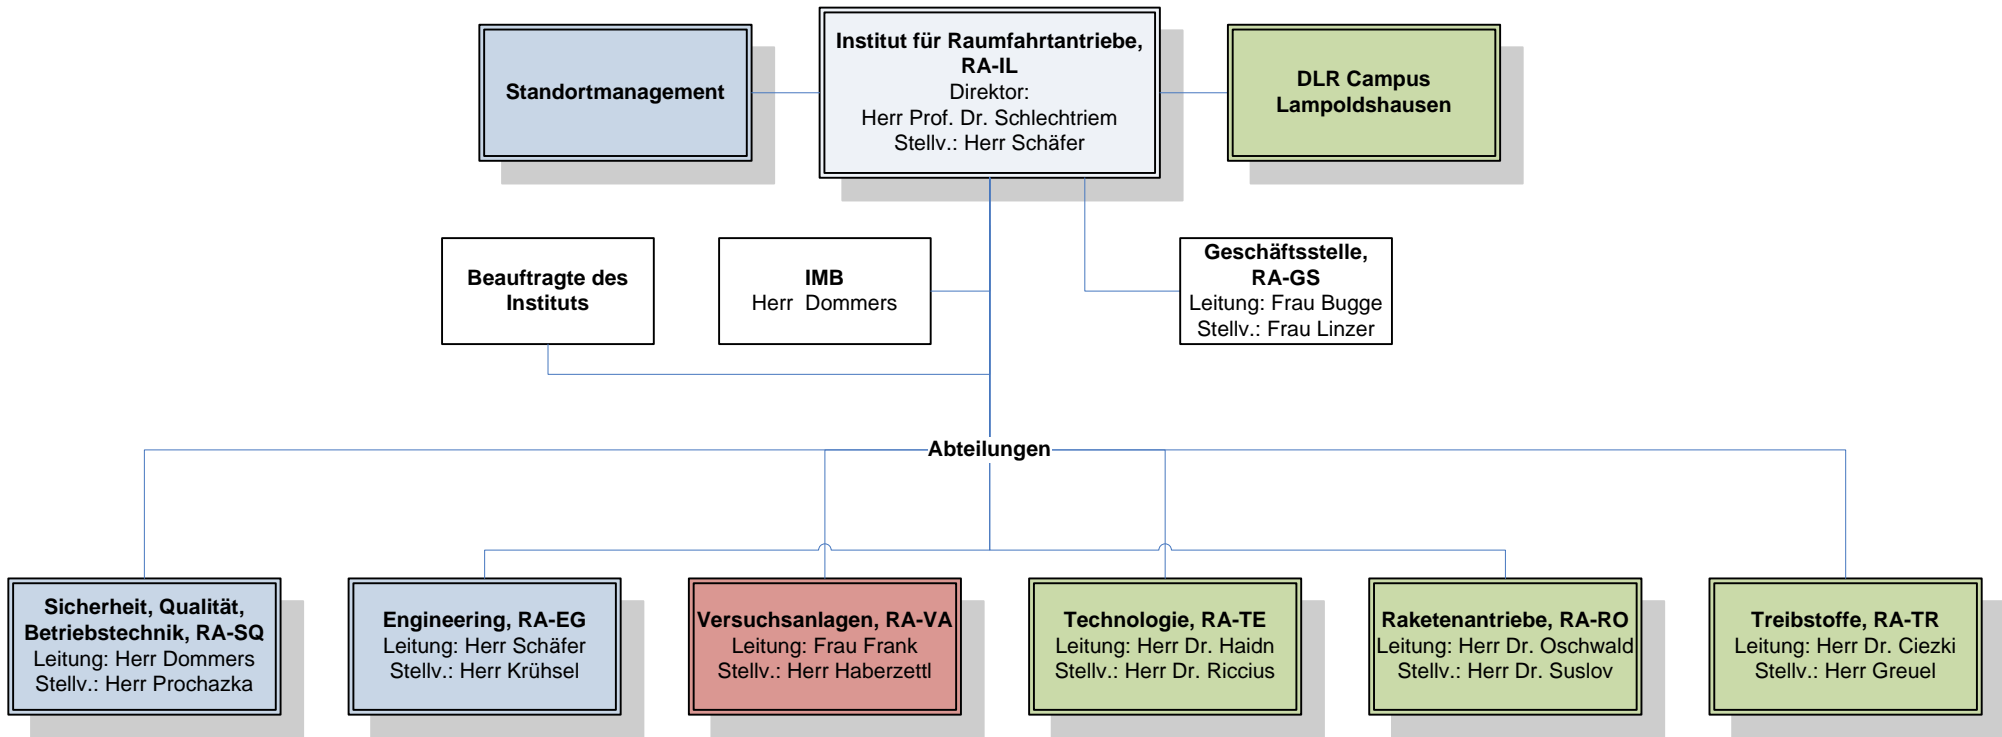 Standortmanagement
Institut für Raumfahrtantriebe,
RA-IL
Direktor:
Herr Prof. Dr. Schlechtriem
Stellv.: Herr Schäfer
DLR Campus
Lampoldshausen
Beauftragte des
Instituts
IMB
Herr Dommers
Geschäftsstelle,
RA-GS
Leitung: Frau Bugge
Stellv.: Frau Linzer
Abteilungen
Sicherheit, Qualität,
Betriebstechnik, RA-SQ
Leitung: Herr Dommers
Stellv.: Herr Prochazka
Engineering, RA-EG
Leitung: Herr Schäfer
Stellv.: Herr Krühsel
Versuchsanlagen, RA-VA
Leitung: Frau Frank
Stellv.: Herr Haberzettl
Technologie, RA-TE
Leitung: Herr Dr. Haidn
Stellv.: Herr Dr. Riccius
Raketenantriebe, RA-RO
Leitung: Herr Dr. Oschwald
Stellv.: Herr Dr. Suslov
Treibstoffe, RA-TR
Leitung: Herr Dr. Ciezki
Stellv.: Herr Greuel